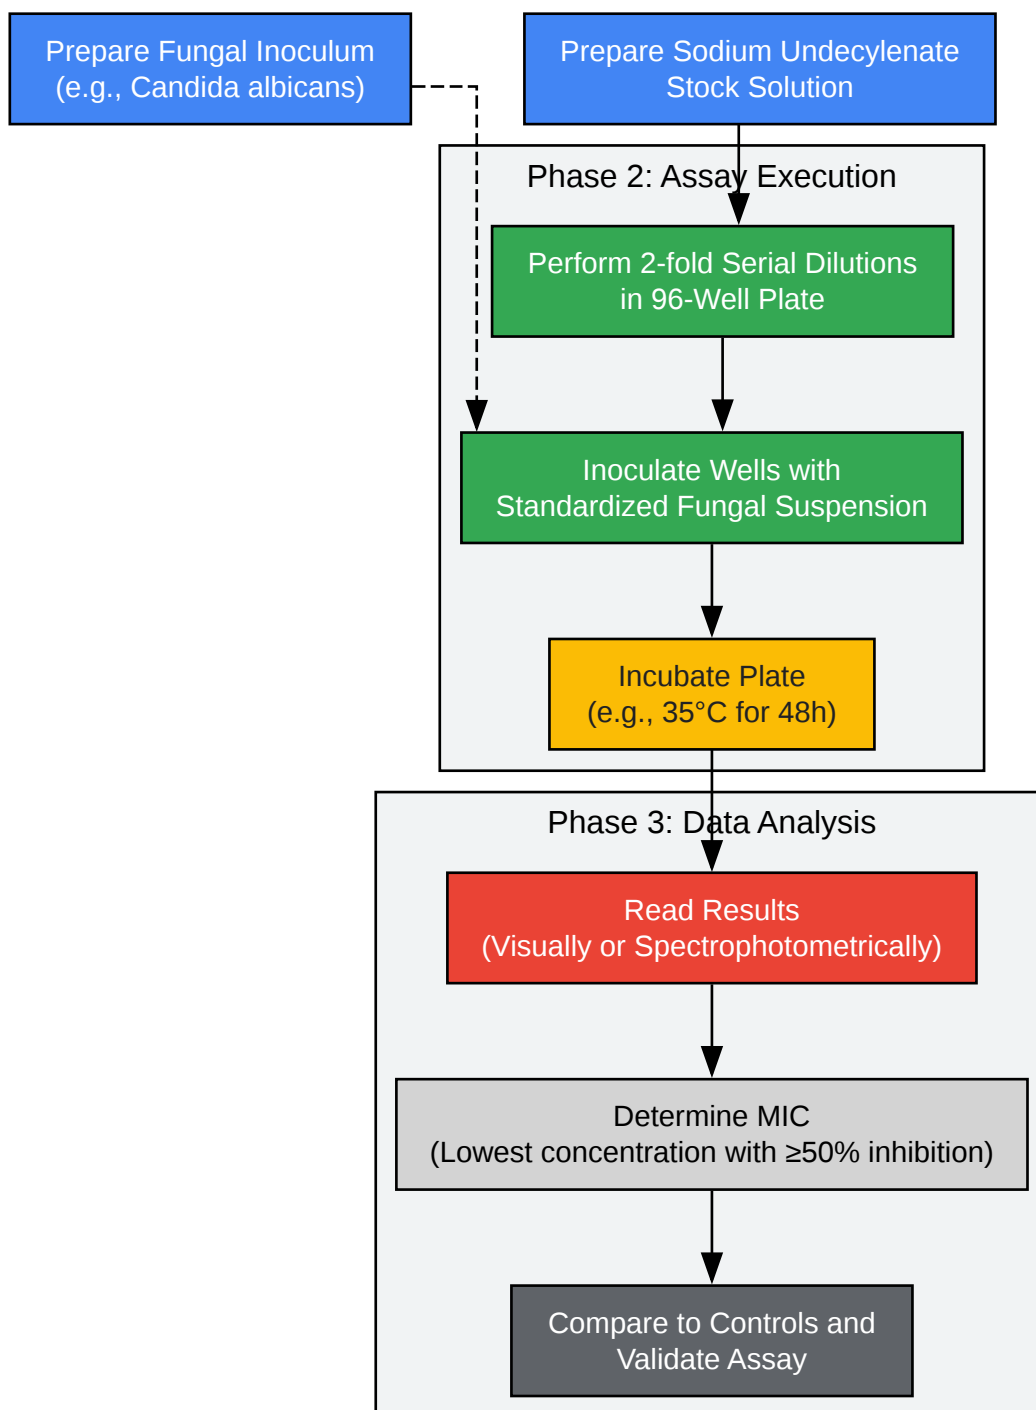 Prepare Fungal Inoculum
(e.g., Candida albicans)
Prepare Sodium Undecylenate
Stock Solution
Phase 2: Assay Execution
Perform 2-fold Serial Dilutions
in 96-Well Plate
Inoculate Wells with
Standardized Fungal Suspension
Incubate Plate
(e.g., 35°C for 48h)
Phase 3: Data Analysis
Read Results
(Visually or Spectrophotometrically)
Determine MIC
(Lowest concentration with ≥50% inhibition)
Compare to Controls and
Validate Assay